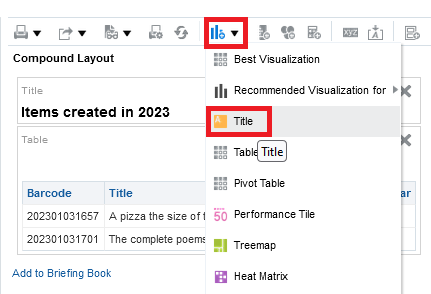 Compound Layout
Best Visualization
Title
Recommended Visualization for
Items created in 2023
Title
Table
Table
Title
Pivot Table
Barcode Title ar
Performance Tile
202301031657 A pizza the size of t
Treemap
202301031701 The complete poems
Add to Briefing Book
Heat Matrix
xyz
A
50